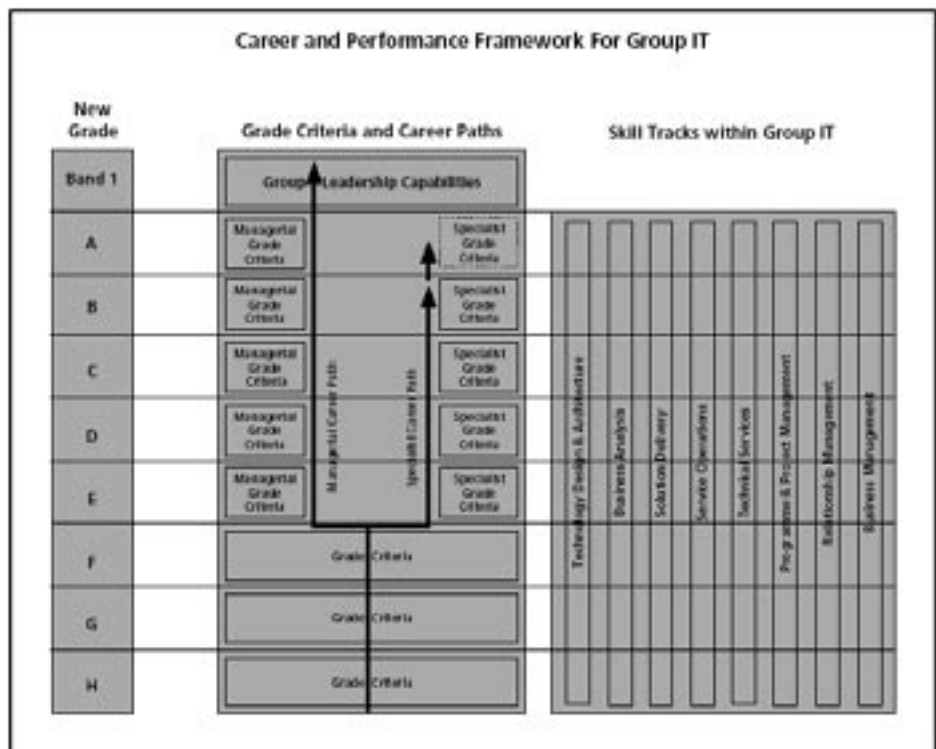 Career and Performance Framework For Group IT
New
Grade
Grade Criteria and Career Paths
Skill Tracks within Group IT
Band 1
Group Leadership Capabilities
A
Managerial
Grade
Criteria
Specialist
Grade
Criteria
B
Managerial
Grade
Criteria
Specialist
Grade
Criteria
C
Managerial
Grade
Criteria
Specialist
Grade
Criteria
D
Managerial
Grade
Criteria
Specialist
Grade
Criteria
E
Managerial
Grade
Criteria
Specialist
Grade
Criteria
Managerial Career Path
Specialist Career Path
F
Grade Criteria
G
Grade Criteria
H
Grade Criteria
Technology Design & Architecture
Business Analysis
Solution Delivery
Service Operations
Technical Services
Programme & Project Management
Relationship Management
Business Management